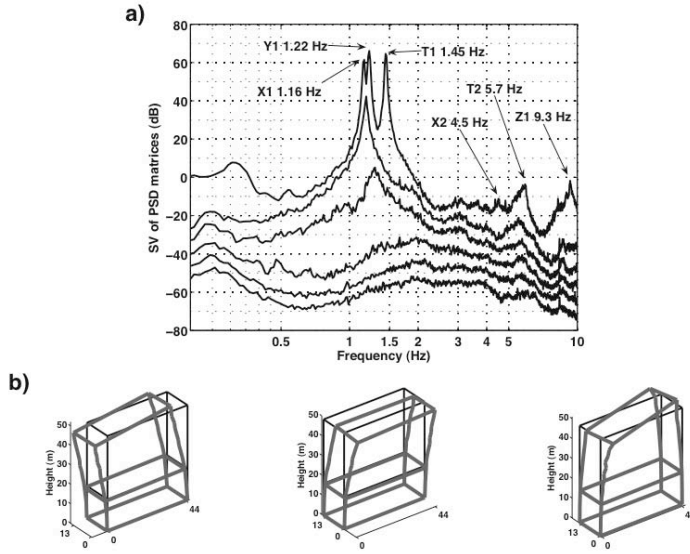 a)
80
60
40
20
0
−20
−40
−60
−80
SV of PSD matrices (dB)
Y1 1.22 Hz
T1 1.45 Hz
X1 1.16 Hz
T2 5.7 Hz
X2 4.5 Hz
Z1 9.3 Hz
0.5 1 1.5 2 3 4 5 10
Frequency (Hz)
b)
Height (m)
50
40
30
20
10
0
13
0 0
44
Height (m)
50
40
30
20
10
0
13
0 0
44
Height (m)
50
40
30
20
10
0
13
0 0
4